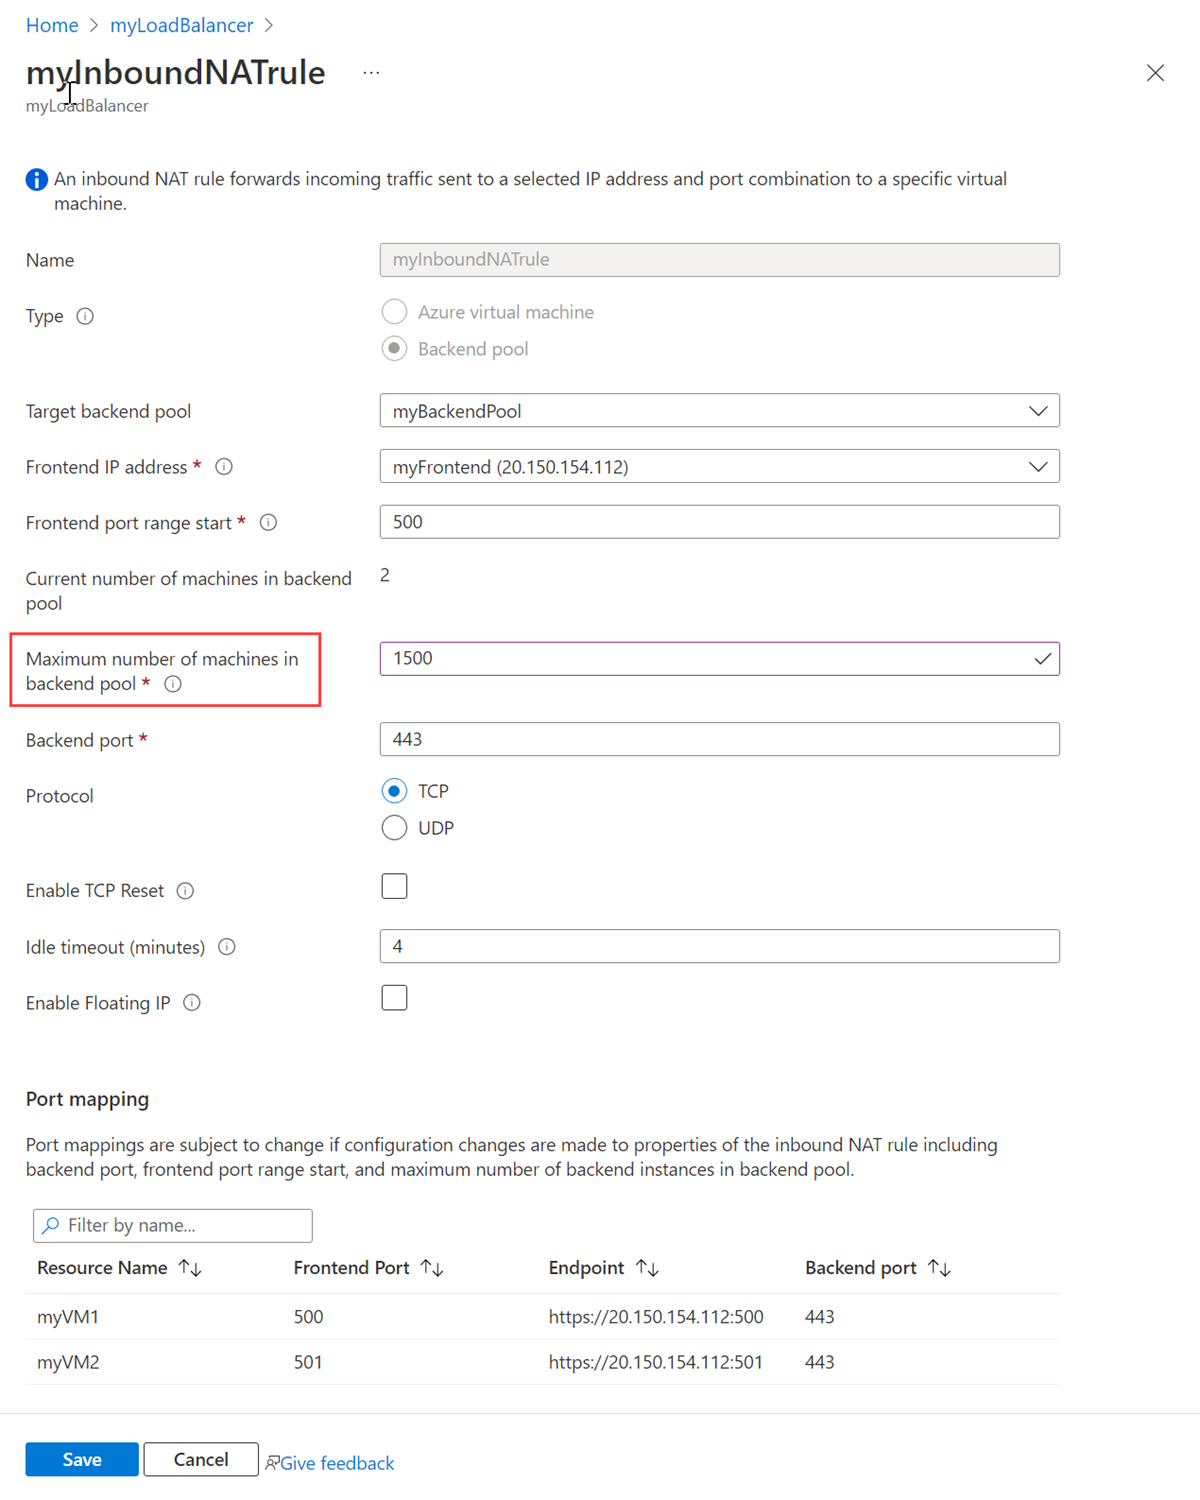 Home > myLoadBalancer >
myInboundNATrule ...
myLoadBalancer
An inbound NAT rule forwards incoming traffic sent to a selected IP address and port combination to a specific virtual
machine.
Name
myInboundNATrule
Type
Azure virtual machine
Backend pool
Target backend pool
myBackendPool
Frontend IP address *
myFrontend (20.150.154.112)
Frontend port range start *
500
Current number of machines in backend
pool
2
Maximum number of machines in
backend pool *
1500
Backend port *
443
Protocol
TCP
UDP
Enable TCP Reset
Idle timeout (minutes)
4
Enable Floating IP
Port mapping
Port mappings are subject to change if configuration changes are made to properties of the inbound NAT rule including
backend port, frontend port range start, and maximum number of backend instances in backend pool.
Filter by name...
Resource Name ↑↓ Frontend Port ↑↓ Endpoint ↑↓ Backend port ↑↓
myVM1 500 https://20.150.154.112:500 443
myVM2 501 https://20.150.154.112:501 443
Save Cancel Give feedback